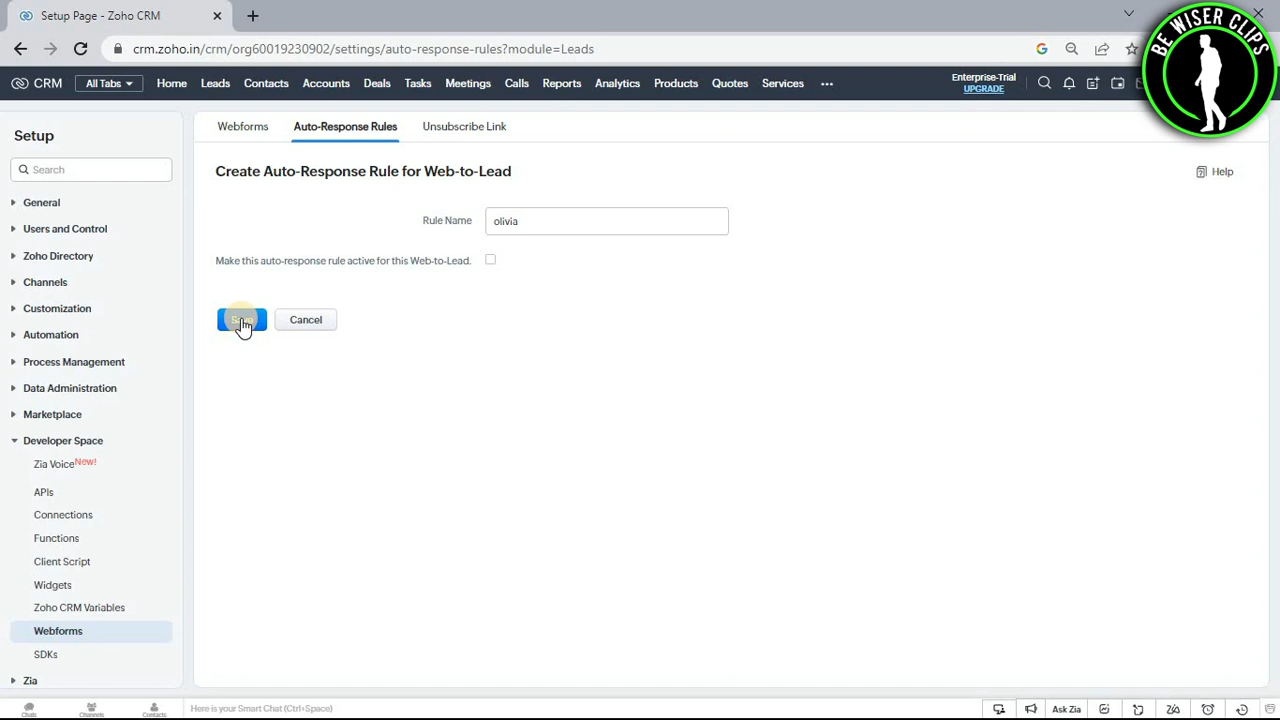 Setup Page - Zoho CRM
crm.zoho.in/crm/org60019230902/settings/auto-response-rules?module=Leads
BE WISER CLIPS
CRM
All Tabs
Home
Leads
Contacts
Accounts
Deals
Tasks
Meetings
Calls
Reports
Analytics
Products
Quotes
Services
Enterprise-Trial
UPGRADE
Setup
Search
General
Users and Control
Zoho Directory
Channels
Customization
Automation
Process Management
Data Administration
Marketplace
Developer Space
Zia Voice New!
APIs
Connections
Functions
Client Script
Widgets
Zoho CRM Variables
Webforms
SDKs
Zia
Webforms
Auto-Response Rules
Unsubscribe Link
Create Auto-Response Rule for Web-to-Lead
Help
Rule Name
olivia
Make this auto-response rule active for this Web-to-Lead.
Save
Cancel
Chats
Channels
Contacts
Here is your Smart Chat (Ctrl+Space)
Ask Zia